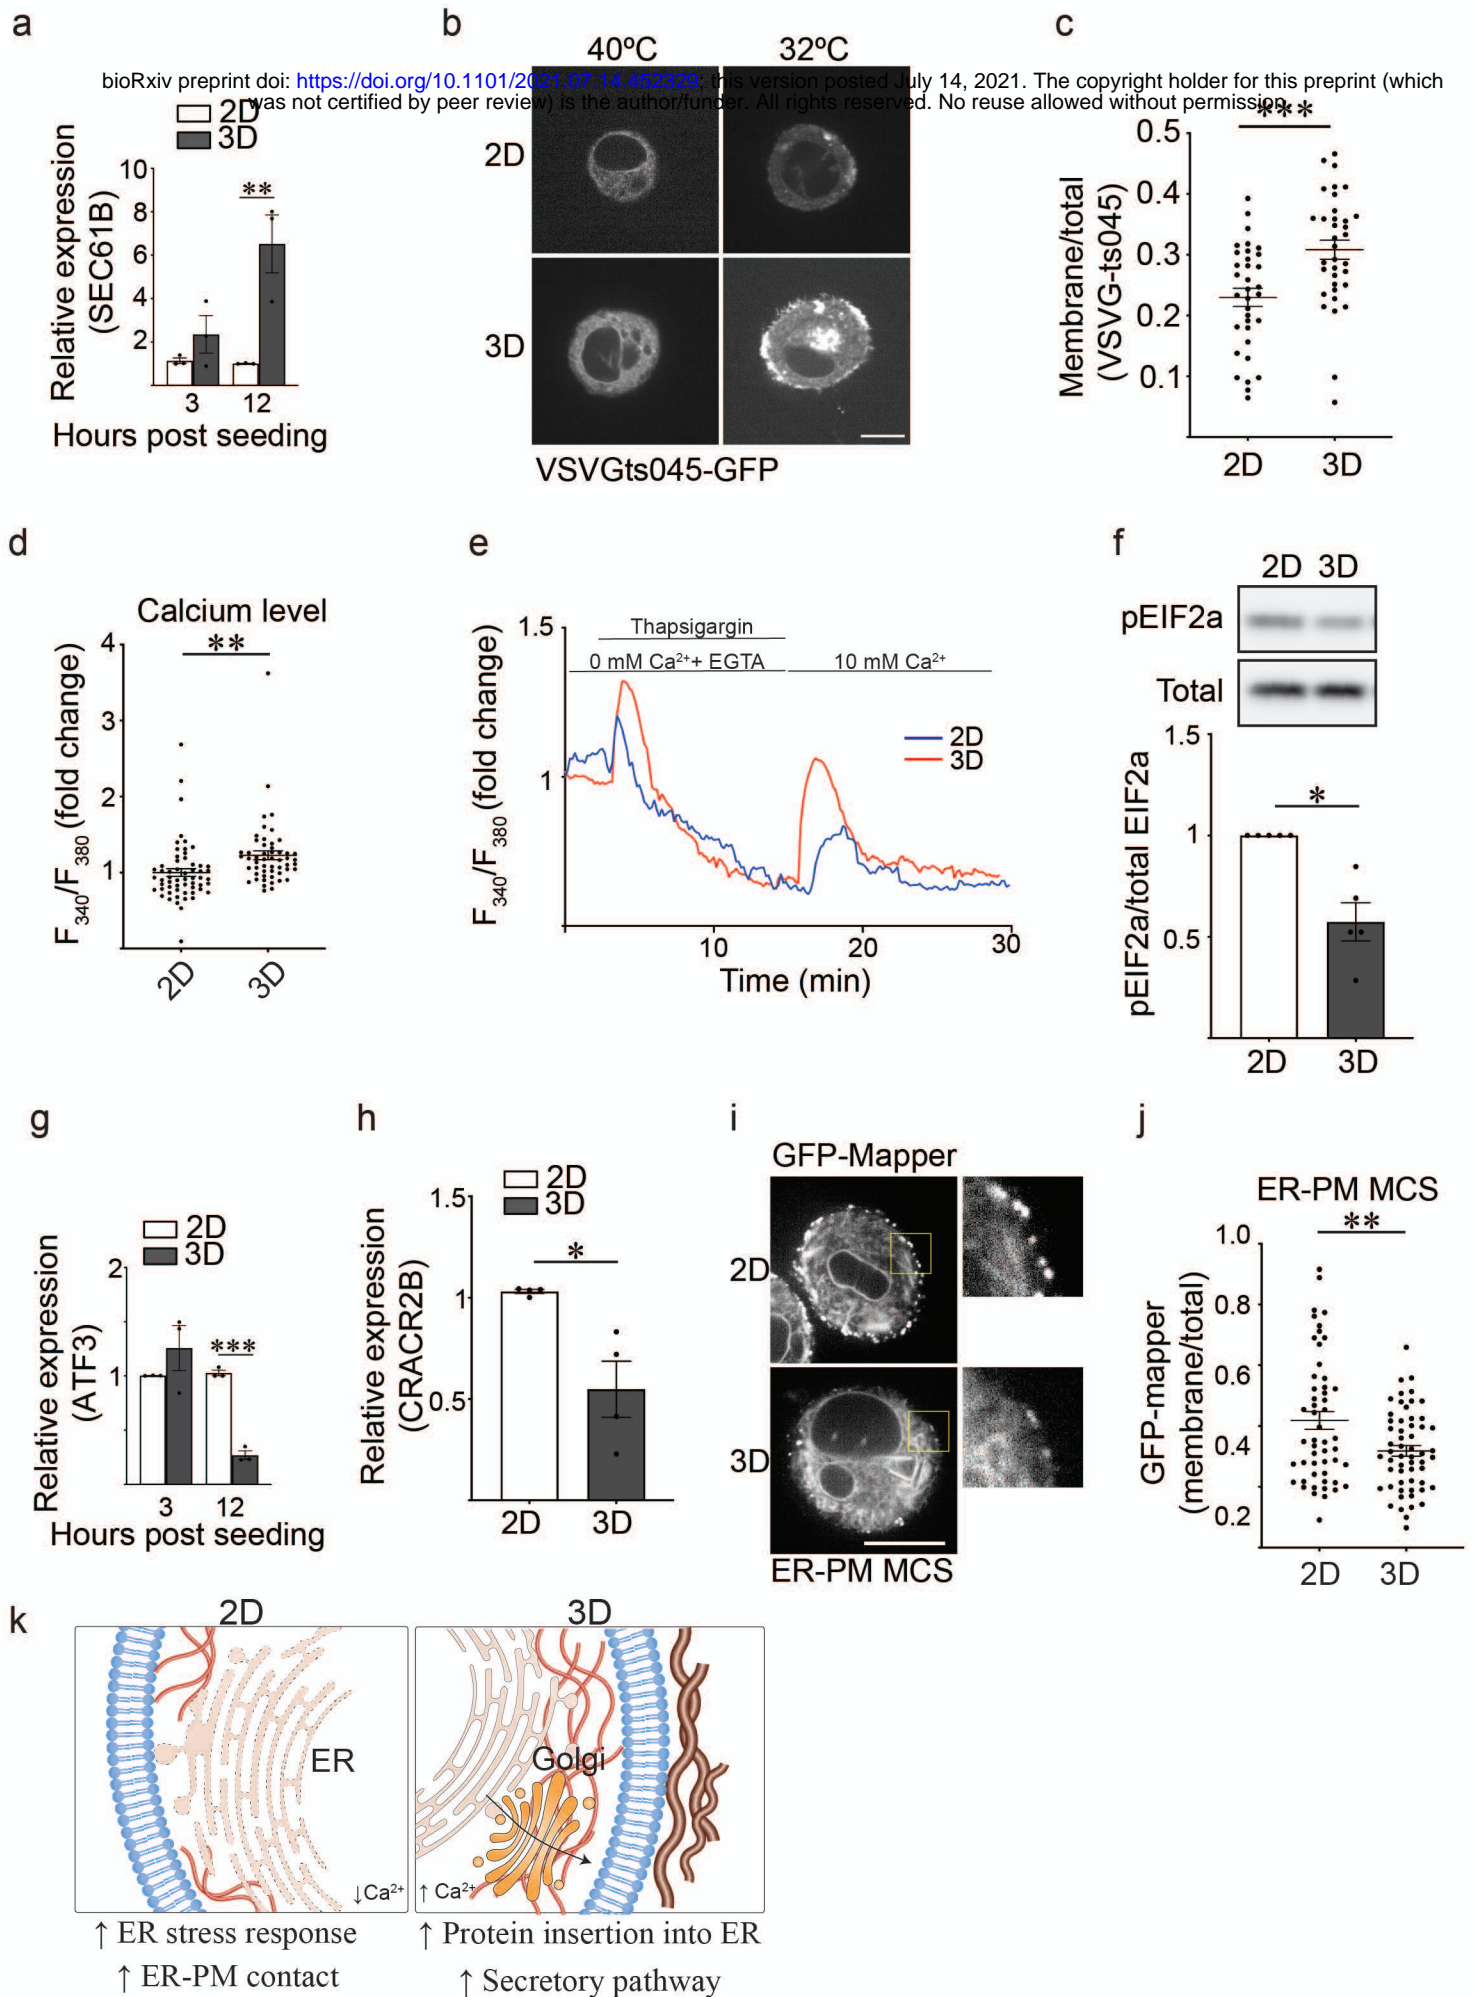 a
b
c
40ºC
32ºC
bioRxiv preprint doi: https://doi.org/10.1101/2021.07.14.452329; this version posted July 14, 2021. The copyright holder for this preprint (which
was not certified by peer review) is the author/funder. All rights reserved. No reuse allowed without permission.
2D
3D
Relative expression
(SEC61B)
10
8
6
4
2
**
3
12
Hours post seeding
2D
3D
VSVGts045-GFP
***
Membrane/total
(VSVG-ts045)
0.5
0.4
0.3
0.2
0.1
2D
3D
d
Calcium level
**
F340/F380 (fold change)
4
3
2
1
2D
3D
e
F340/F380 (fold change)
1.5
1
Thapsigargin
0 mM Ca²⁺+ EGTA
10 mM Ca²⁺
2D
3D
10
20
30
Time (min)
f
2D
3D
pEIF2a
Total
pEIF2a/total EIF2a
1.5
1
0.5
*
2D
3D
g
2D
3D
Relative expression
(ATF3)
2
1
***
3
12
Hours post seeding
h
2D
3D
Relative expression
(CRACR2B)
1.5
1
0.5
*
2D
3D
i
GFP-Mapper
2D
3D
ER-PM MCS
j
ER-PM MCS
**
GFP-mapper
(membrane/total)
1.0
0.8
0.6
0.4
0.2
2D
3D
k
2D
3D
ER
Golgi
↓Ca²⁺
↑ Ca²⁺
↑ ER stress response
↑ Protein insertion into ER
↑ ER-PM contact
↑ Secretory pathway